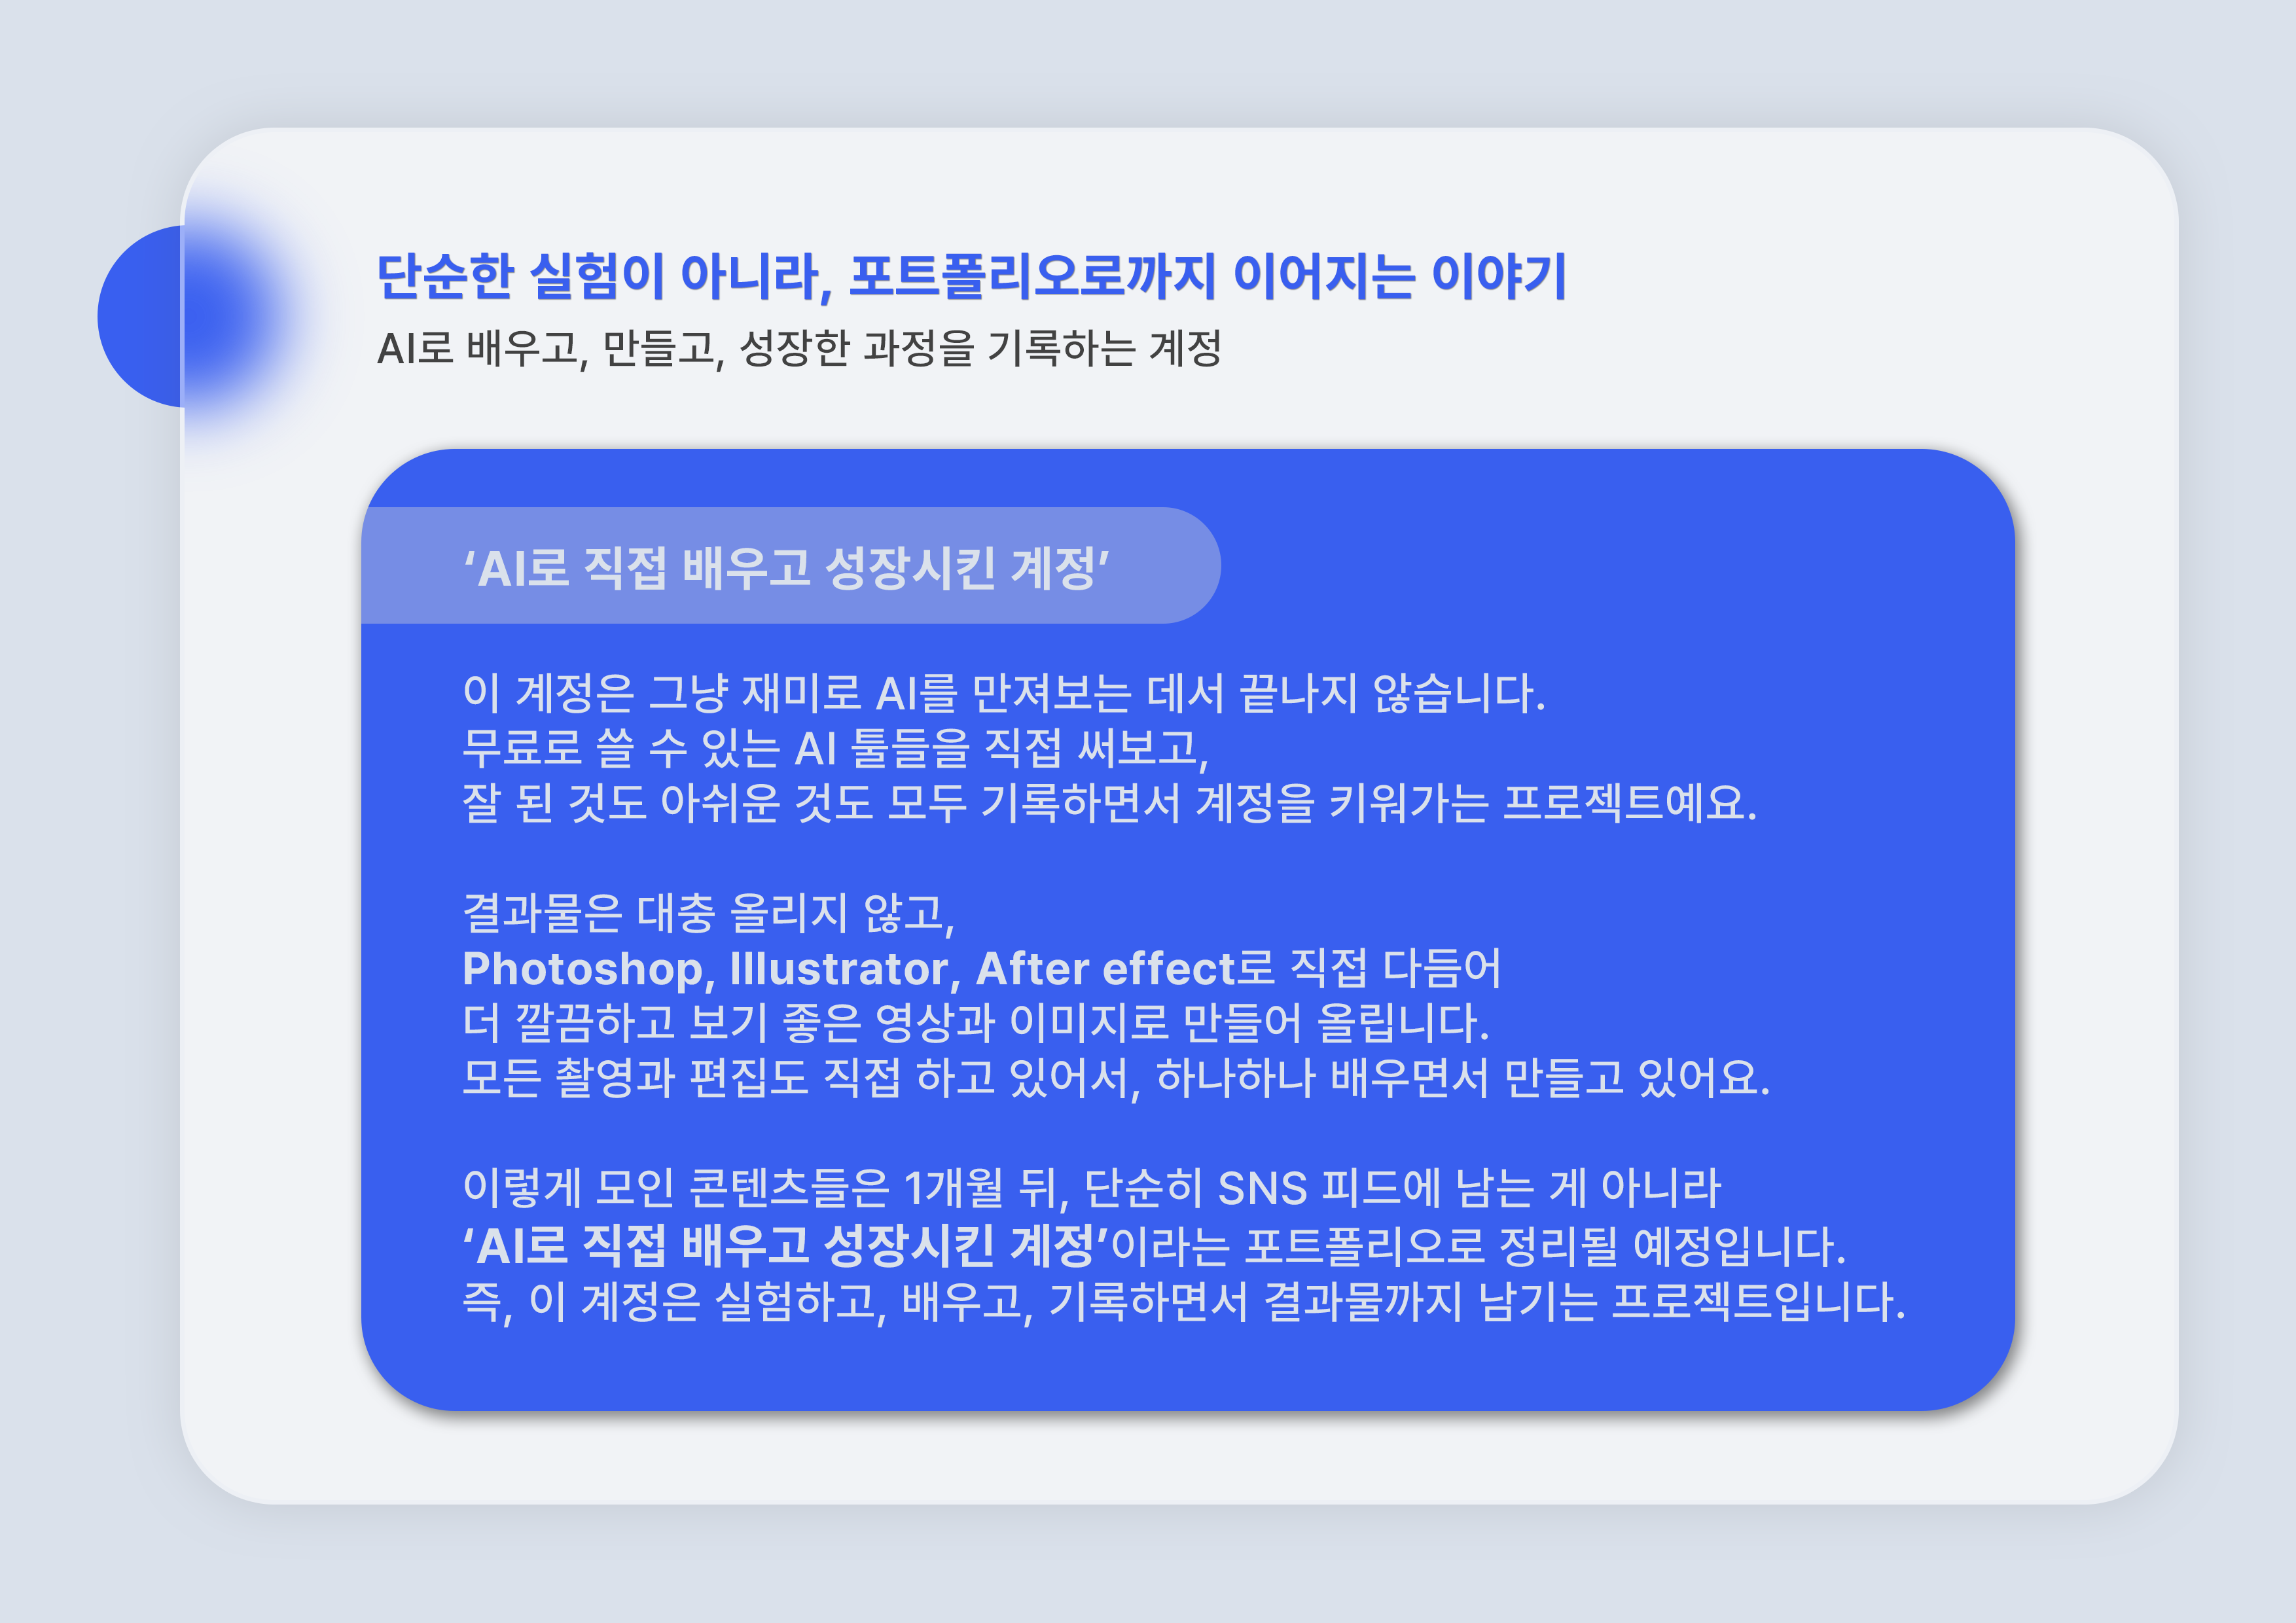 단순한 실험이 아니라, 포트폴리오로까지 이어지는 이야기
AI로 배우고, 만들고, 성장한 과정을 기록하는 계정
‘AI로 직접 배우고 성장시킨 계정’
이 계정은 그냥 재미로 AI를 만져보는 데서 끝나지 않습니다.
무료로 쓸 수 있는 AI 툴들을 직접 써보고,
잘 된 것도 아쉬운 것도 모두 기록하면서 계정을 키워가는 프로젝트예요.
결과물은 대충 올리지 않고,
Photoshop, Illustrator, After effect로 직접 다듬어
더 깔끔하고 보기 좋은 영상과 이미지로 만들어 올립니다.
모든 촬영과 편집도 직접 하고 있어서, 하나하나 배우면서 만들고 있어요.
이렇게 모인 콘텐츠들은 1개월 뒤, 단순히 SNS 피드에 남는 게 아니라
‘AI로 직접 배우고 성장시킨 계정’이라는 포트폴리오로 정리될 예정입니다.
즉, 이 계정은 실험하고, 배우고, 기록하면서 결과물까지 남기는 프로젝트입니다.